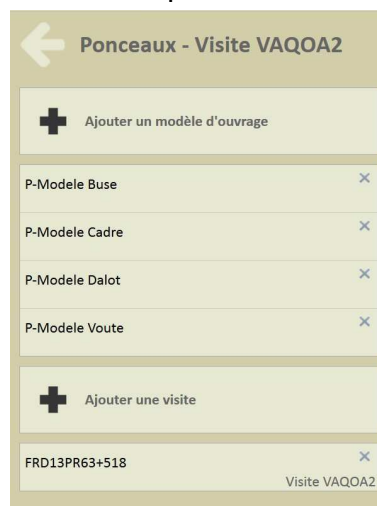 Ponceaux - Visite VAQOA2
Ajouter un modèle d'ouvrage
P-Modele Buse
P-Modele Cadre
P-Modele Dalot
P-Modele Voute
Ajouter une visite
FRD13PR63+518
Visite VAQOA2